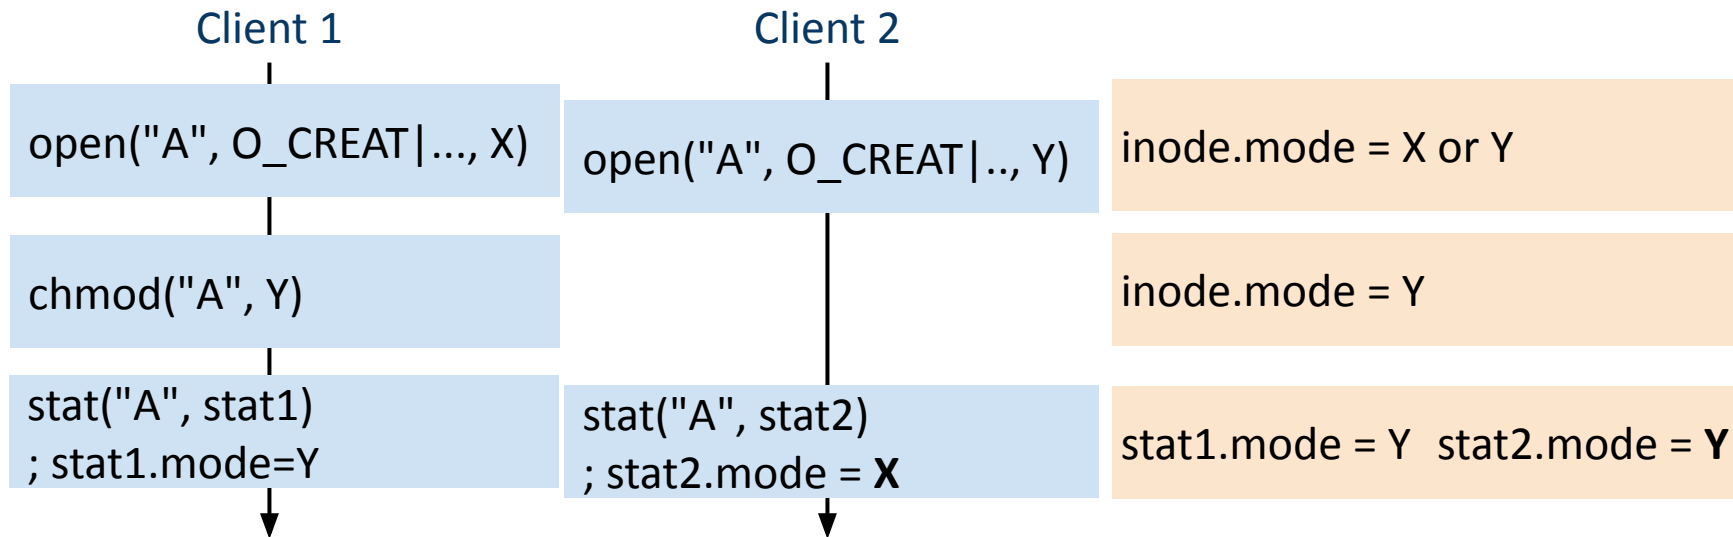 Client 1
Client 2
open("A", O_CREAT|..., X)
open("A", O_CREAT|.., Y)
inode.mode = X or Y
chmod("A", Y)
inode.mode = Y
stat("A", stat1)
; stat1.mode=Y
stat("A", stat2)
; stat2.mode = X
stat1.mode = Y stat2.mode = Y